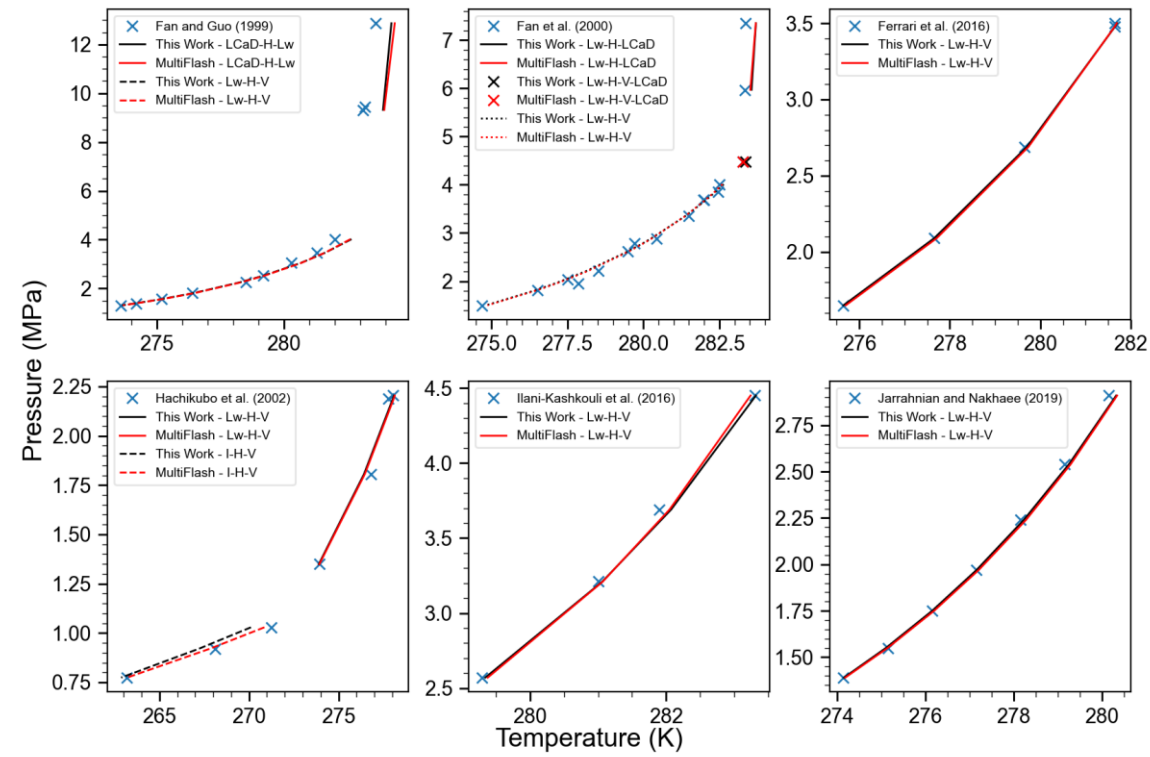 Pressure (MPa)
Fan and Guo (1999)
This Work - LCaD-H-Lw
MultiFlash - LCaD-H-Lw
This Work - Lw-H-V
MultiFlash - Lw-H-V
12
10
8
6
4
2
275
280
Fan et al. (2000)
This Work - Lw-H-LCaD
MultiFlash - Lw-H-LCaD
This Work - Lw-H-V-LCaD
MultiFlash - Lw-H-V-LCaD
This Work - Lw-H-V
MultiFlash - Lw-H-V
7
6
5
4
3
2
275.0
277.5
280.0
282.5
Ferrari et al. (2016)
This Work - Lw-H-V
MultiFlash - Lw-H-V
3.5
3.0
2.5
2.0
276
278
280
282
Hachikubo et al. (2002)
This Work - Lw-H-V
MultiFlash - Lw-H-V
This Work - I-H-V
MultiFlash - I-H-V
2.25
2.00
1.75
1.50
1.25
1.00
0.75
265
270
275
Ilani-Kashkouli et al. (2016)
This Work - Lw-H-V
MultiFlash - Lw-H-V
4.5
4.0
3.5
3.0
2.5
280
282
Jarrahnian and Nakhaee (2019)
This Work - Lw-H-V
MultiFlash - Lw-H-V
2.75
2.50
2.25
2.00
1.75
1.50
274
276
278
280
Temperature (K)